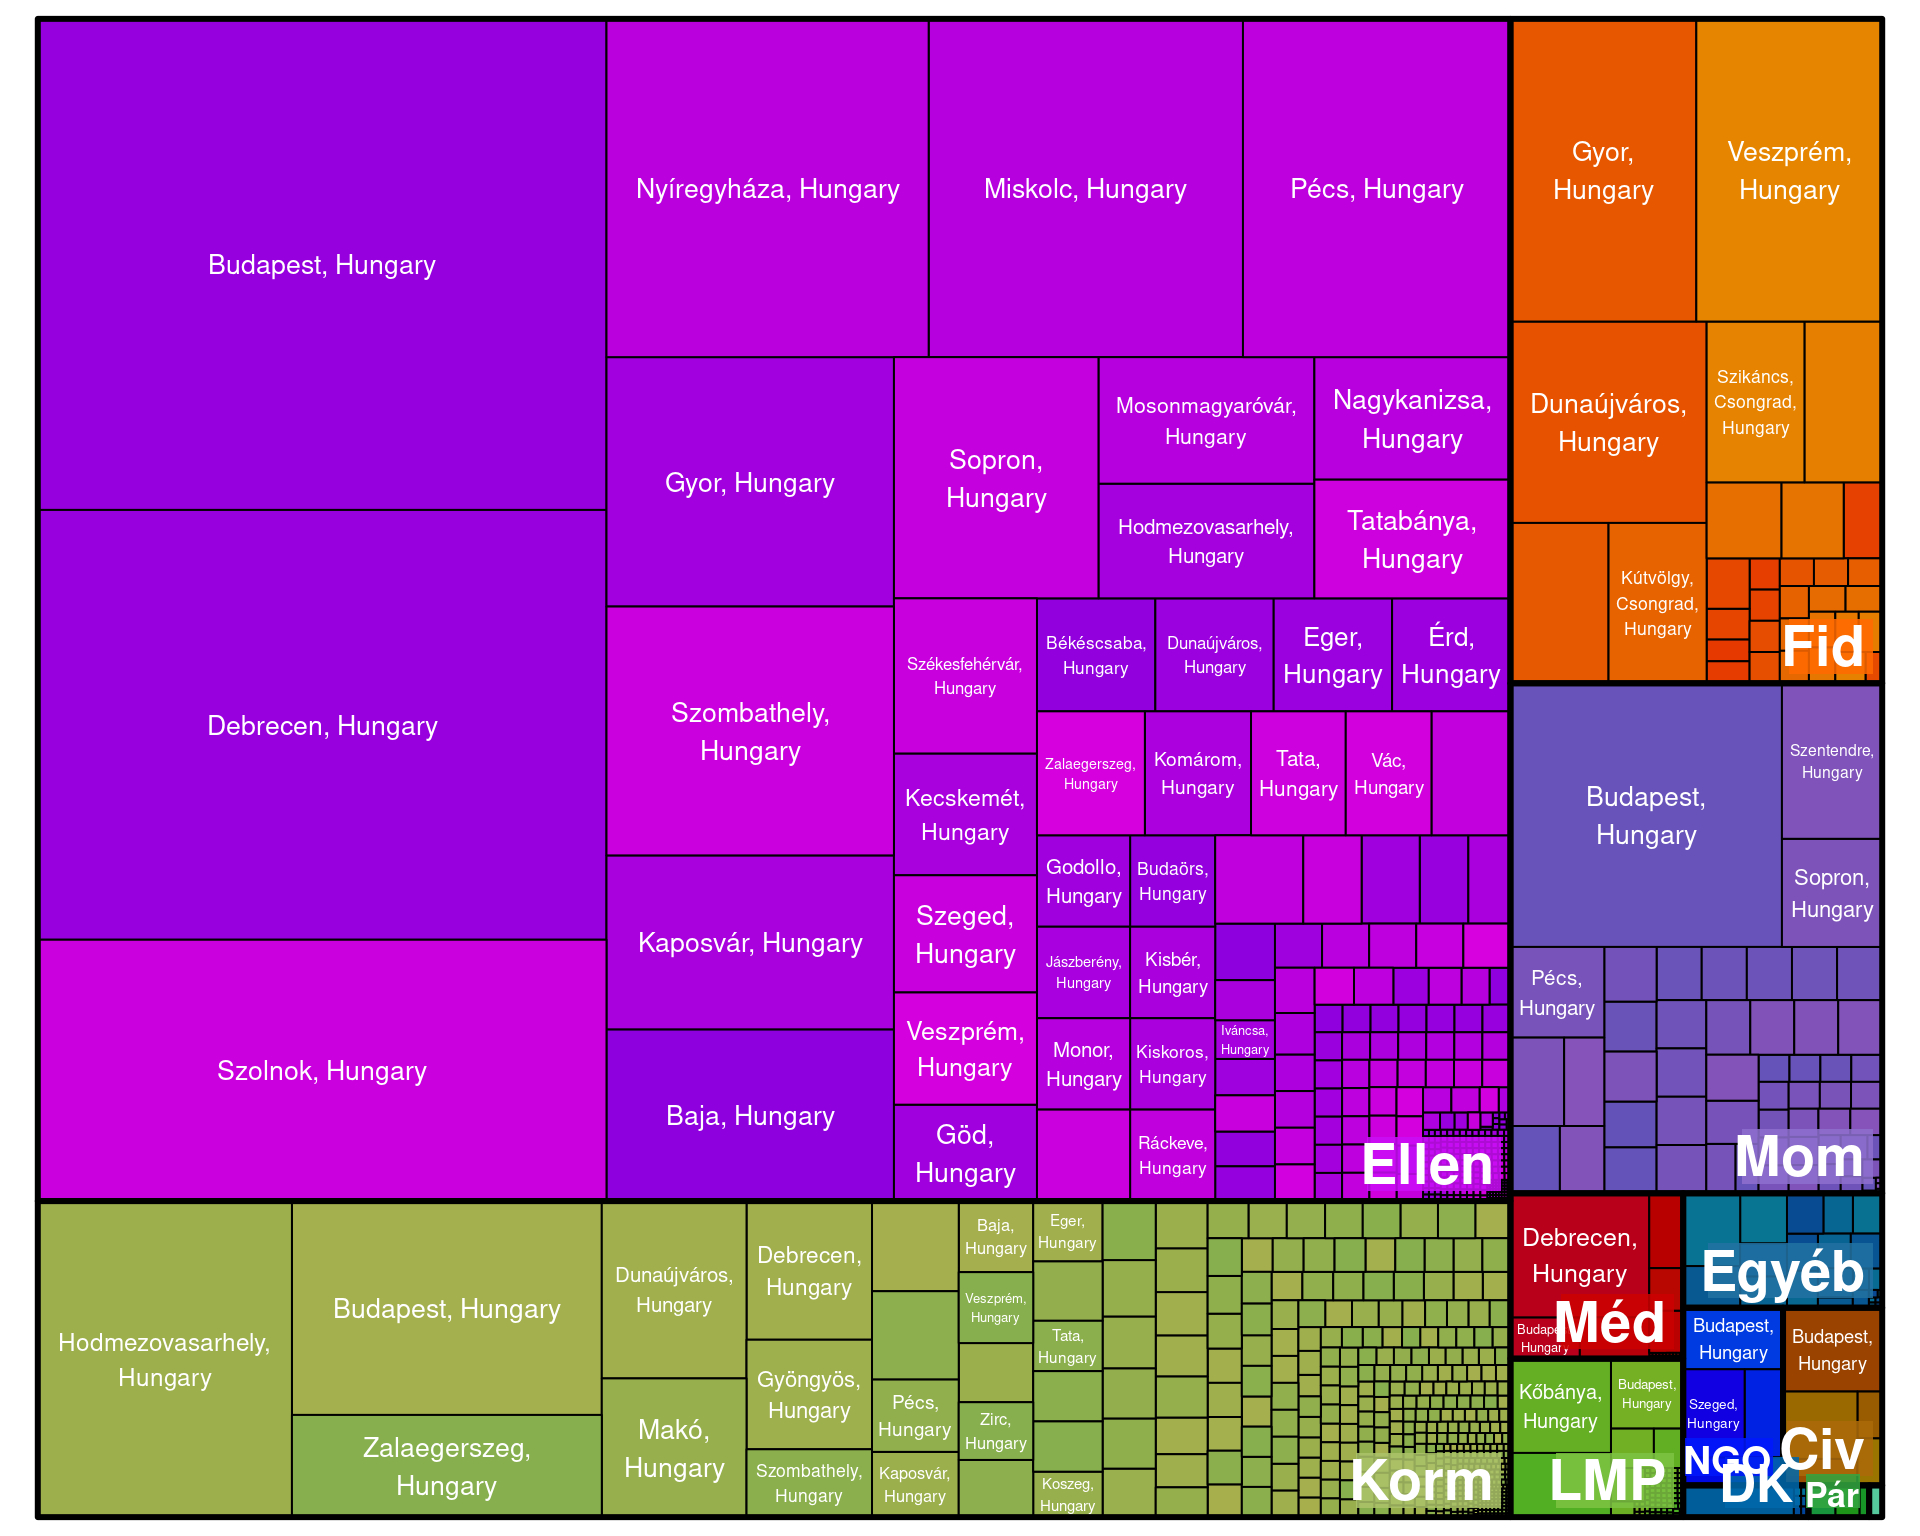 Budapest, Hungary
Debrecen, Hungary
Szolnok, Hungary
Nyíregyháza, Hungary
Miskolc, Hungary
Pécs, Hungary
Gyor, Hungary
Szombathely,
Hungary
Kaposvár, Hungary
Baja, Hungary
Sopron,
Hungary
Mosonmagyaróvár,
Hungary
Hodmezovasarhely,
Hungary
Nagykanizsa,
Hungary
Tatabánya,
Hungary
Székesfehérvár,
Hungary
Kecskemét,
Hungary
Szeged,
Hungary
Veszprém,
Hungary
Göd,
Hungary
Békéscsaba,
Hungary
Dunaújváros,
Hungary
Eger,
Hungary
Érd,
Hungary
Zalaegerszeg,
Hungary
Komárom,
Hungary
Tata,
Hungary
Vác,
Hungary
Godollo,
Hungary
Budaörs,
Hungary
Jászberény,
Hungary
Kisbér,
Hungary
Monor,
Hungary
Kiskoros,
Hungary
Ráckeve,
Hungary
Iváncsa,
Hungary
Ellen
Gyor,
Hungary
Veszprém,
Hungary
Dunaújváros,
Hungary
Szikáncs,
Csongrad,
Hungary
Kútvölgy,
Csongrad,
Hungary
Fid
Budapest,
Hungary
Szentendre,
Hungary
Sopron,
Hungary
Pécs,
Hungary
Mom
Hodmezovasarhely,
Hungary
Budapest, Hungary
Zalaegerszeg,
Hungary
Dunaújváros,
Hungary
Makó,
Hungary
Debrecen,
Hungary
Gyöngyös,
Hungary
Szombathely,
Hungary
Pécs,
Hungary
Kaposvár,
Hungary
Baja,
Hungary
Veszprém,
Hungary
Zirc,
Hungary
Eger,
Hungary
Tata,
Hungary
Koszeg,
Hungary
Korm
Debrecen,
Hungary
Hungary
Méd
Egyéb
Kőbánya,
Hungary
Budapest,
Hungary
LMP
Budapest,
Hungary
Szeged,
Hungary
NGO
Budapest,
Hungary
Civ
DK
Pár